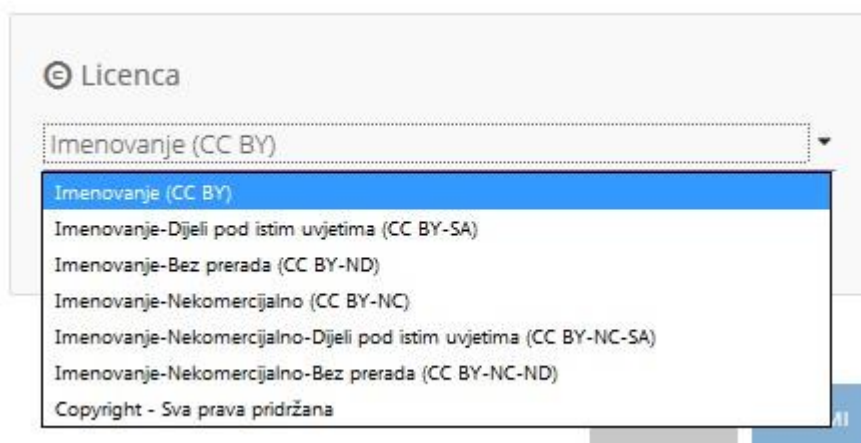 © Licenca
Imenovanje (CC BY)
Imenovanje (CC BY)
Imenovanje-Dijeli pod istim uvjetima (CC BY-SA)
Imenovanje-Bez prerada (CC BY-ND)
Imenovanje-Nekomercijalno (CC BY-NC)
Imenovanje-Nekomercijalno-Dijeli pod istim uvjetima (CC BY-NC-SA)
Imenovanje-Nekomercijalno-Bez prerada (CC BY-NC-ND)
Copyright - Sva prava pridržana